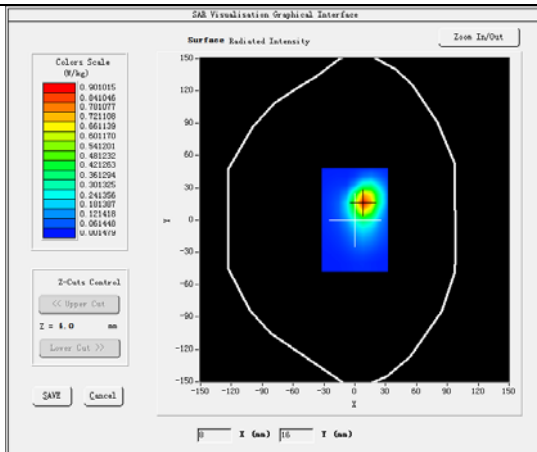 SAR Visualisation Graphical Interface
Surface Radiated Intensity
Zoom In/Out
Colors Scale
(W/kg)
0.901015
0.841046
0.781077
0.721108
0.661139
0.601170
0.541201
0.481232
0.421263
0.361294
0.301325
0.241356
0.181387
0.121418
0.061448
0.001479
Z-Cuts Control
<< Upper Cut
Z = 4.0 mm
Lower Cut >>
SAVE
Cancel
150
120
90
60
30
0
-30
-60
-90
-120
-150
Y
-150 -120 -90 -60 -30 0 30 60 90 120 150
X
8 X (mm) 16 Y (mm)